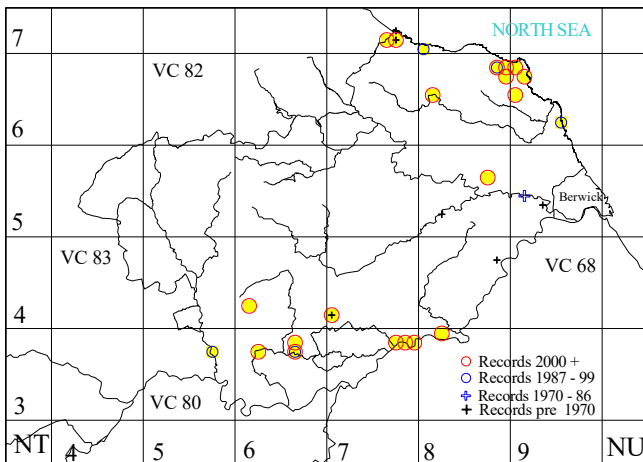 NORTH SEA
7
VC 82
6
Berwick
5
VC 83
VC 68
4
Records 2000 +
Records 1987 - 99
VC 80
Records 1970 - 86
Records pre 1970
3
NT 4 5 6 7 8 9 NU